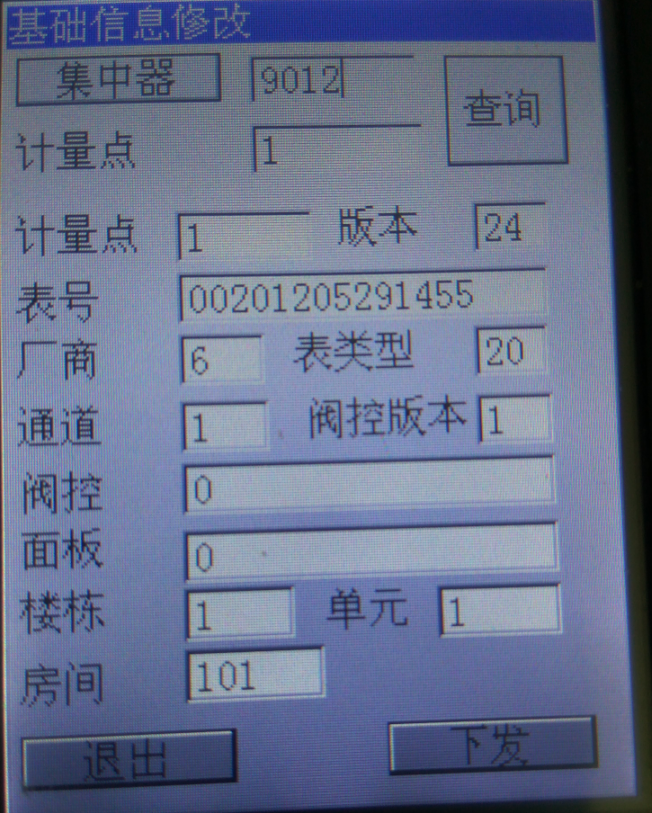 基础信息修改
集中器 9012
查询
计量点 1
计量点 1 版本 24
表号 00201205291455
厂商 6 表类型 20
通道 1 阀控版本 1
阀控 0
面板 0
楼栋 1 单元 1
房间 101
退出 下发